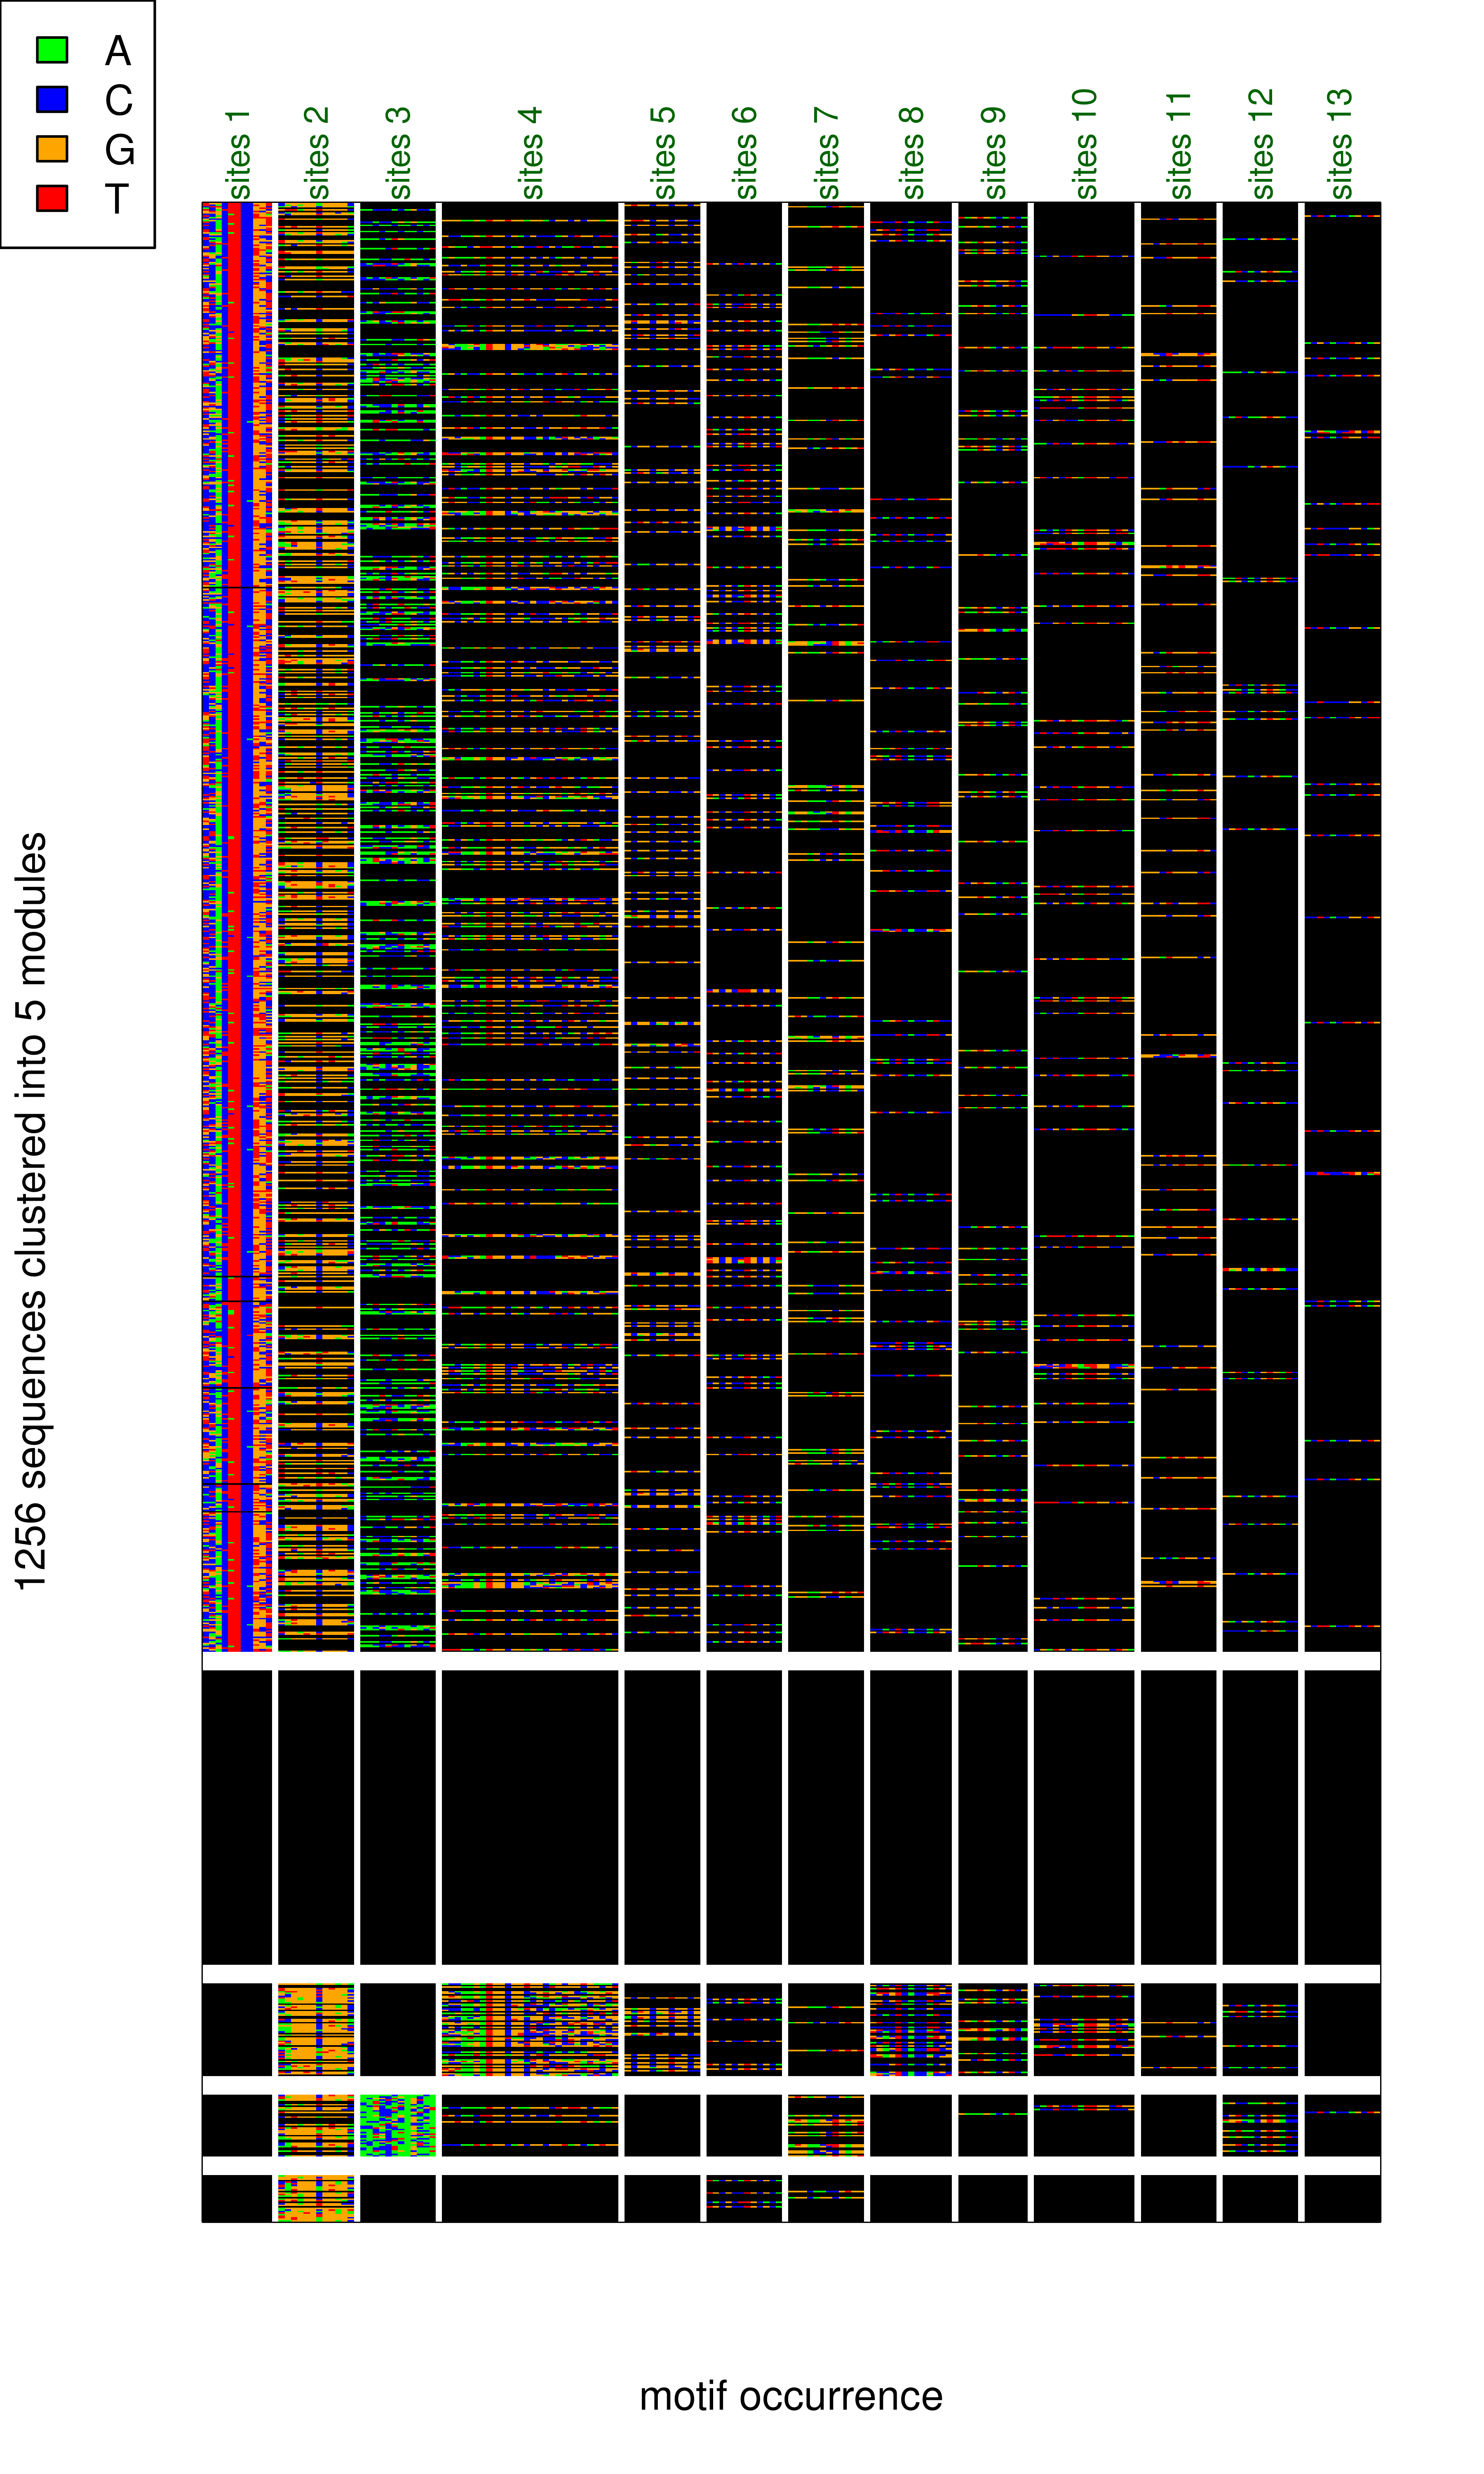 A
C
G
T
sites 1
sites 2
sites 3
sites 4
sites 5
sites 6
sites 7
sites 8
sites 9
sites 10
sites 11
sites 12
sites 13
1256 sequences clustered into 5 modules
motif occurrence